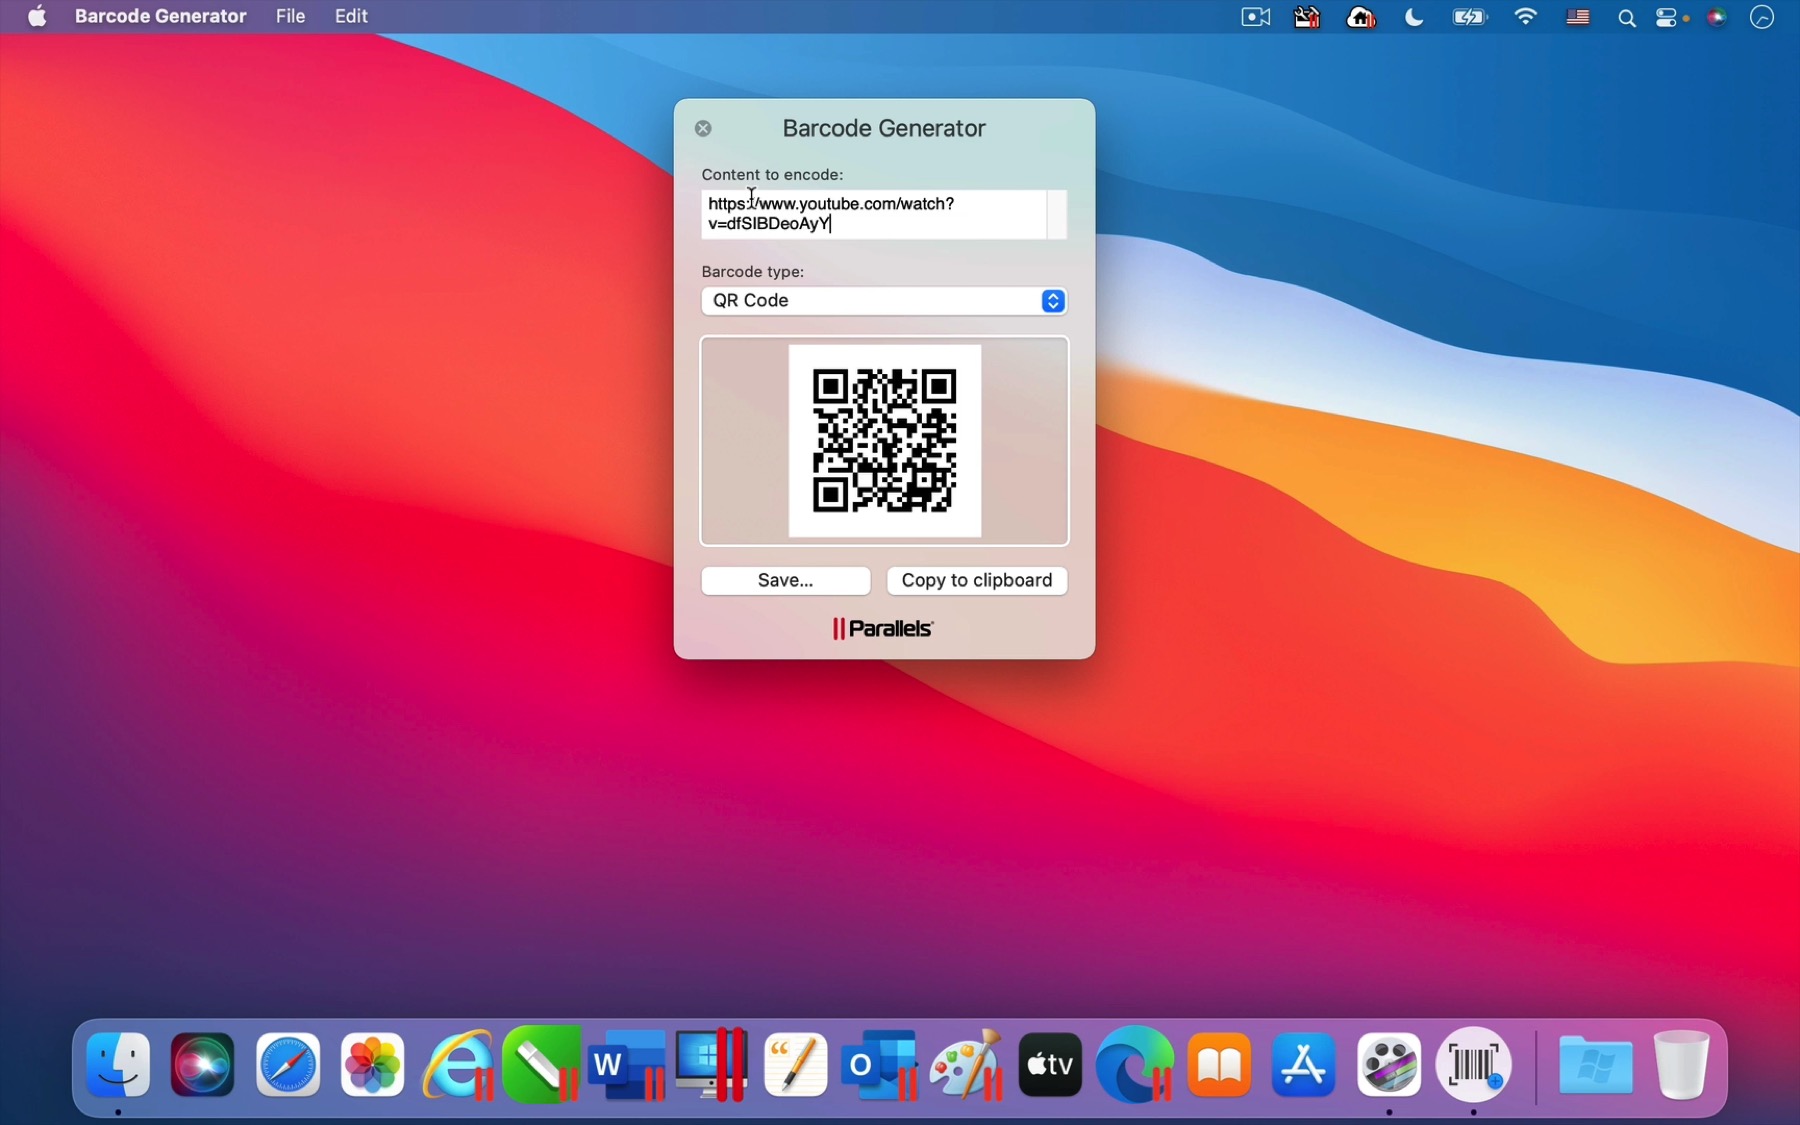 Barcode Generator File Edit
Barcode Generator
Content to encode:
https://www.youtube.com/watch?
v=dfSIBDeoAyY
Barcode type:
QR Code
Save... Copy to clipboard
Parallels
W O tv